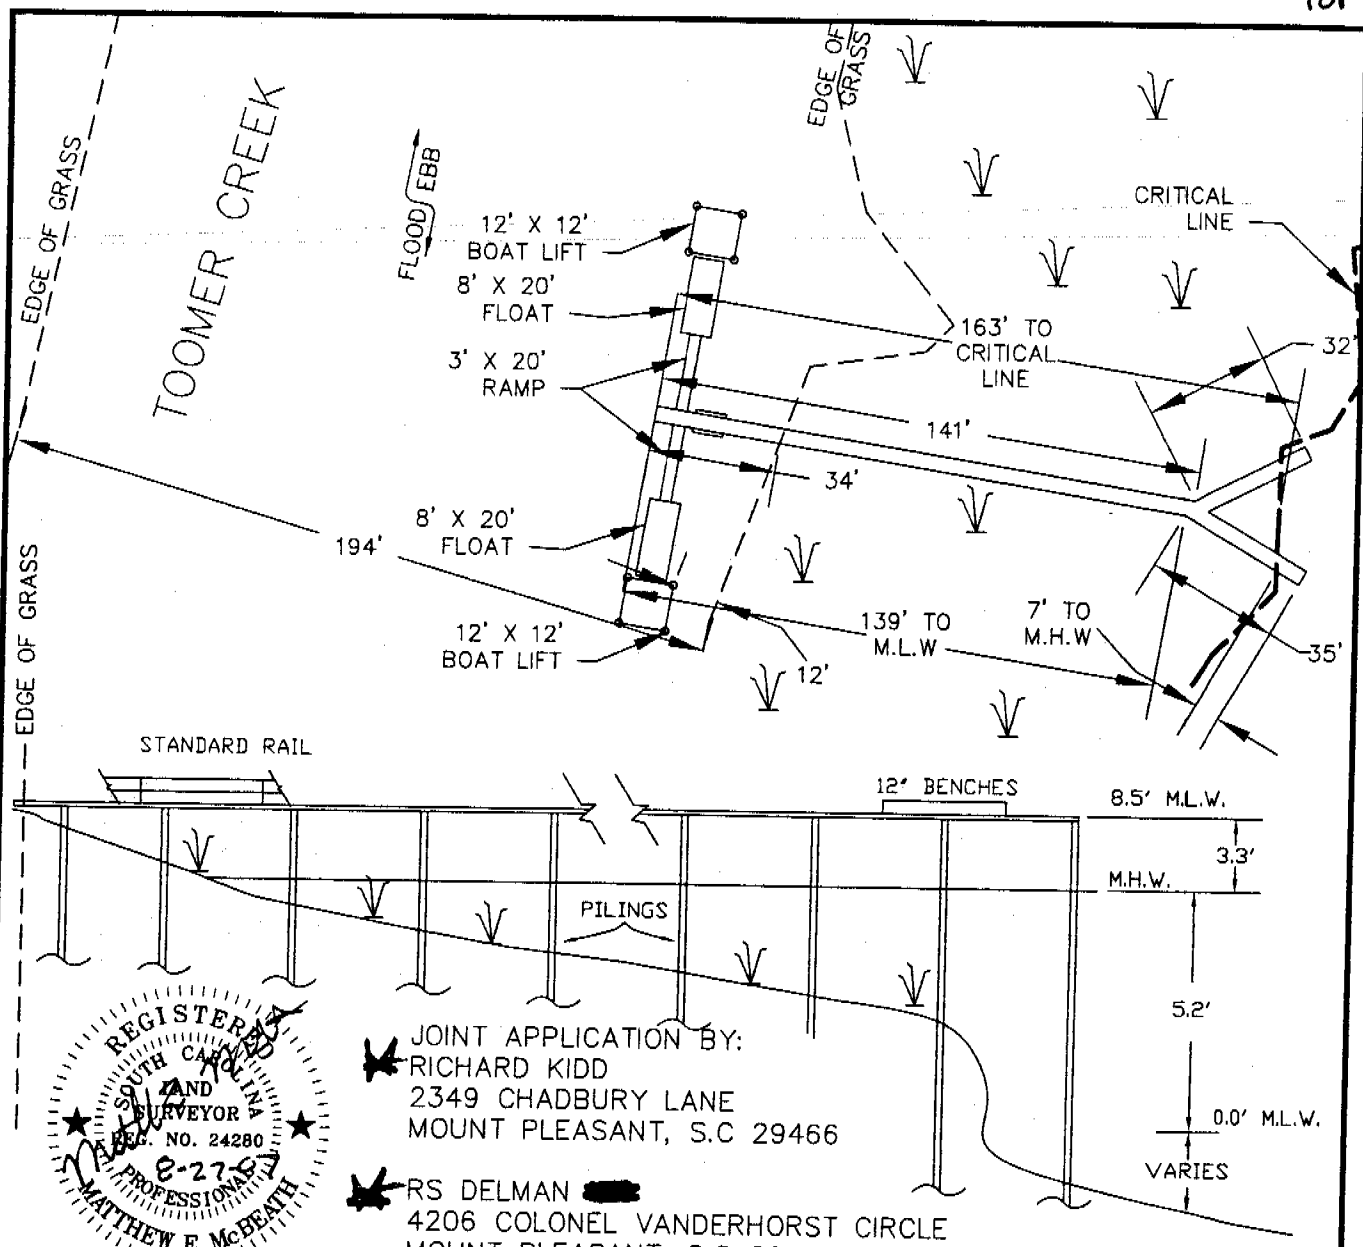 EDGE OF
GRASS
EDGE OF GRASS
TOOMER CREEK
FLOOD EBB
12' X 12'
BOAT LIFT
8' X 20'
FLOAT
3' X 20'
RAMP
CRITICAL
LINE
163' TO
CRITICAL
LINE
32'
141'
34'
8' X 20'
FLOAT
194'
EDGE OF GRASS
12' X 12'
BOAT LIFT
139' TO
M.L.W
12'
7' TO
M.H.W
35'
STANDARD RAIL
12" BENCHES
8.5' M.L.W.
3.3'
M.H.W.
PILINGS
5.2'
0.0' M.L.W.
VARIES
REGISTERED
SOUTH CAROLINA
LAND
SURVEYOR
REG. NO. 24280
PROFESSIONAL
MATTHEW E. McBEATH
JOINT APPLICATION BY:
RICHARD KIDD
2349 CHADBURY LANE
MOUNT PLEASANT, S.C 29466
RS DELMAN
4206 COLONEL VANDERHORST CIRCLE
MOUNT PLEASANT, S.C